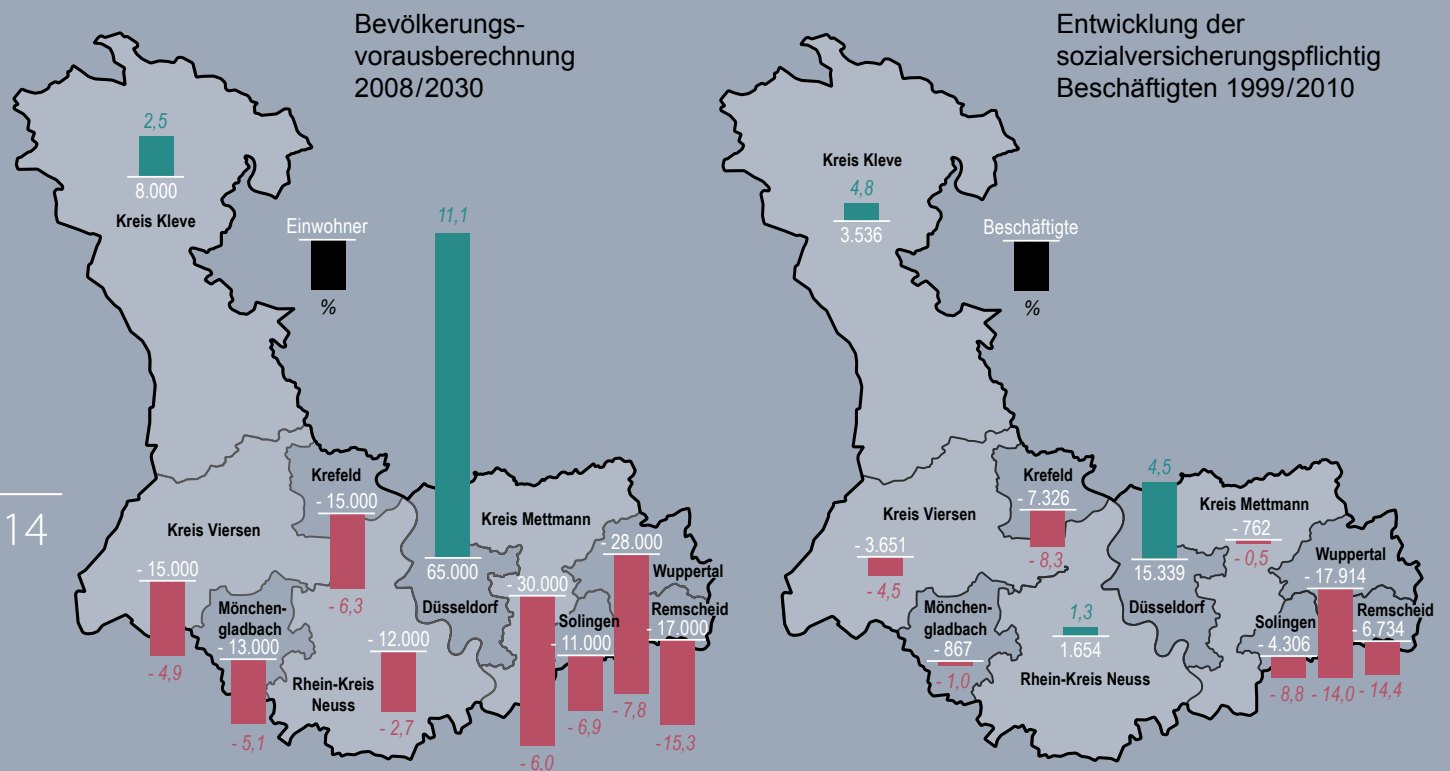 Bevölkerungs-
vorausberechnung
2008/2030
2,5
8.000
Kreis Kleve
Einwohner
%
11,1
65.000
Düsseldorf
Krefeld
- 15.000
- 6,3
Kreis Viersen
- 15.000
- 4,9
Mönchen-
gladbach
- 13.000
- 5,1
- 12.000
Rhein-Kreis
Neuss
- 2,7
Kreis Mettmann
- 30.000
- 6,0
Solingen
- 11.000
- 6,9
- 28.000
Wuppertal
- 7,8
Remscheid
- 17.000
-15,3
14
Entwicklung der
sozialversicherungspflichtig
Beschäftigten 1999/2010
Kreis Kleve
4,8
3.536
Beschäftigte
%
Krefeld
- 7.326
- 8,3
Kreis Viersen
- 3.651
- 4,5
Mönchen-
gladbach
- 867
- 1,0
1,3
1.654
Rhein-Kreis Neuss
4,5
15.339
Düsseldorf
Kreis Mettmann
- 762
- 0,5
Wuppertal
- 17.914
- 14,0
Solingen
- 4.306
- 8,8
Remscheid
- 6.734
- 14,4